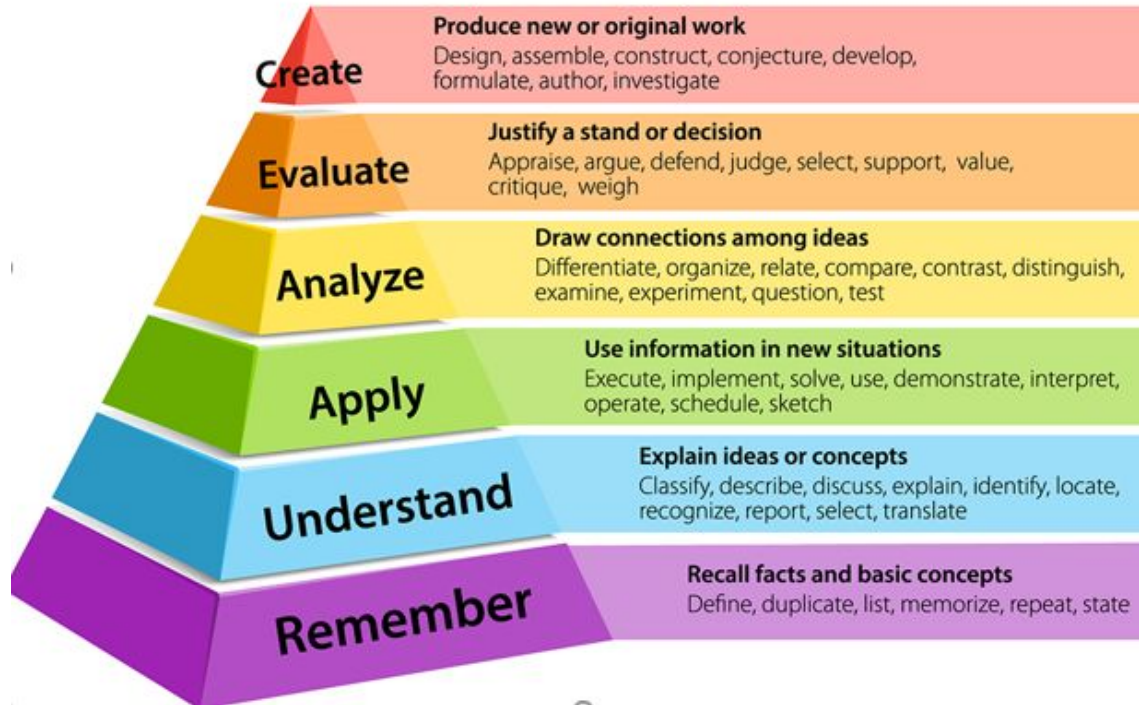 Create
Produce new or original work
Design, assemble, construct, conjecture, develop,
formulate, author, investigate
Evaluate
Justify a stand or decision
Appraise, argue, defend, judge, select, support, value,
critique, weigh
Analyze
Draw connections among ideas
Differentiate, organize, relate, compare, contrast, distinguish,
examine, experiment, question, test
Apply
Use information in new situations
Execute, implement, solve, use, demonstrate, interpret,
operate, schedule, sketch
Understand
Explain ideas or concepts
Classify, describe, discuss, explain, identify, locate,
recognize, report, select, translate
Remember
Recall facts and basic concepts
Define, duplicate, list, memorize, repeat, state